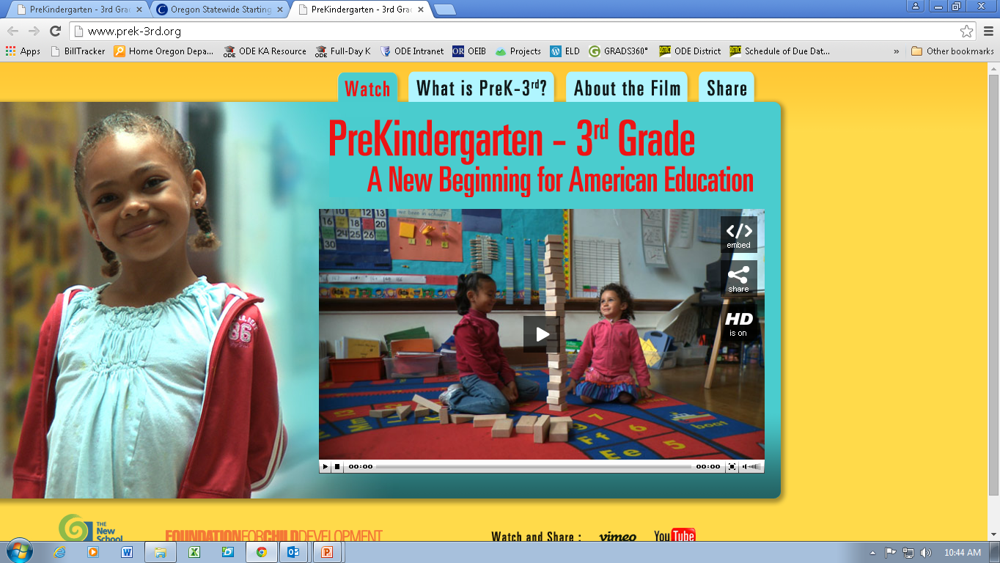 PreKindergarten - 3rd Gra
Oregon Statewide Starting
PreKindergarten - 3rd Gra
www.prek-3rd.org
Apps
BillTracker
Home Oregon Depa...
ODE KA Resource
Full-Day K
ODE Intranet
OEIB
Projects
ELD
GRADS360°
ODE District
Schedule of Due Dat...
»
Other bookmarks
Watch
What is PreK-3rd?
About the Film
Share
PreKindergarten - 3rd Grade
A New Beginning for American Education
embed
share
HD
is on
boat
00:00
00:00
THE
New
School
FOUNDATIONFORCHILDDEVELOPMENT
Watch and Share :
vimeo
YouTube
10:44 AM